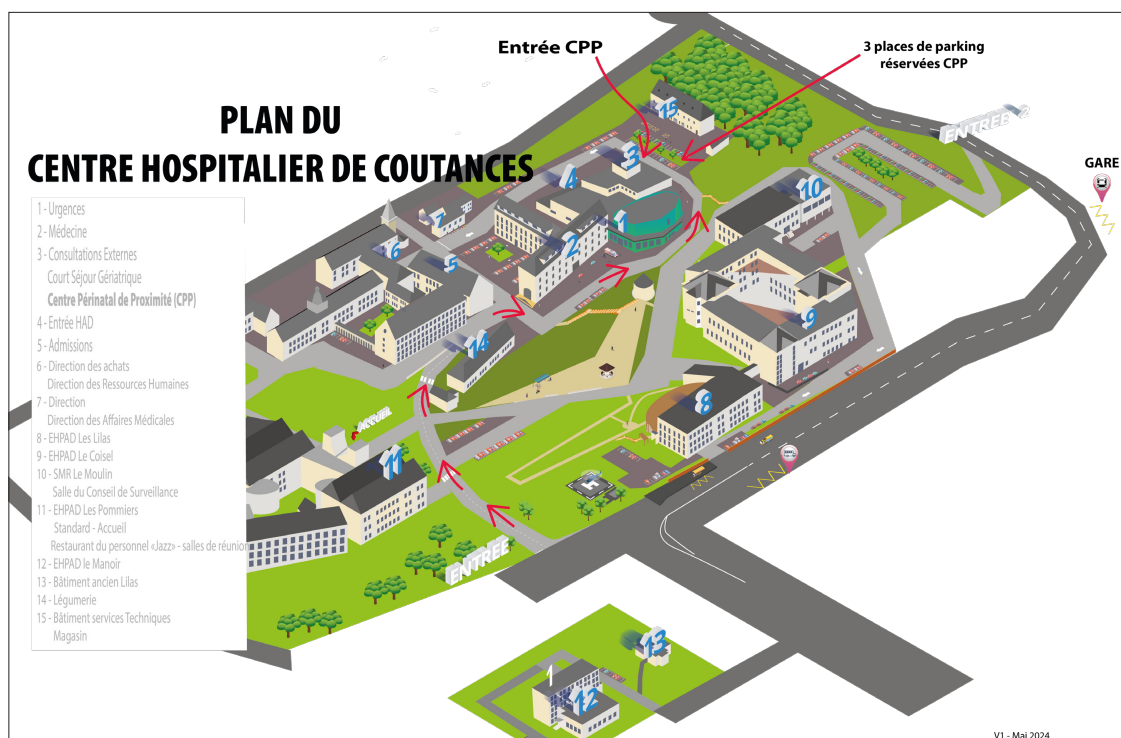 Entrée CPP
3 places de parking
réservées CPP
PLAN DU
CENTRE HOSPITALIER DE COUTANCES
ENTREE 2
GARE
1 - Urgences
2 - Médecine
3 - Consultations Externes
Court Séjour Gériatrique
Centre Périnatal de Proximité (CPP)
4 - Entrée HAD
5 - Admissions
6 - Direction des achats
Direction des Ressources Humaines
7 - Direction
Direction des Affaires Médicales
8 - EHPAD Les Lilas
9 - EHPAD Le Coisel
10 - SMR Le Moulin
Salle du Conseil de Surveillance
11 - EHPAD Les Pommiers
Standard - Accueil
Restaurant du personnel «Jazz» - salles de réunion
12 - EHPAD le Manoir
13 - Bâtiment ancien Lilas
14 - Légumerie
15 - Bâtiment services Techniques
Magasin
15
3
4
10
1
7
2
6
5
9
14
8
ACCUEIL
11
H
ENTREE
13
1
12
V1 - Mai 2024